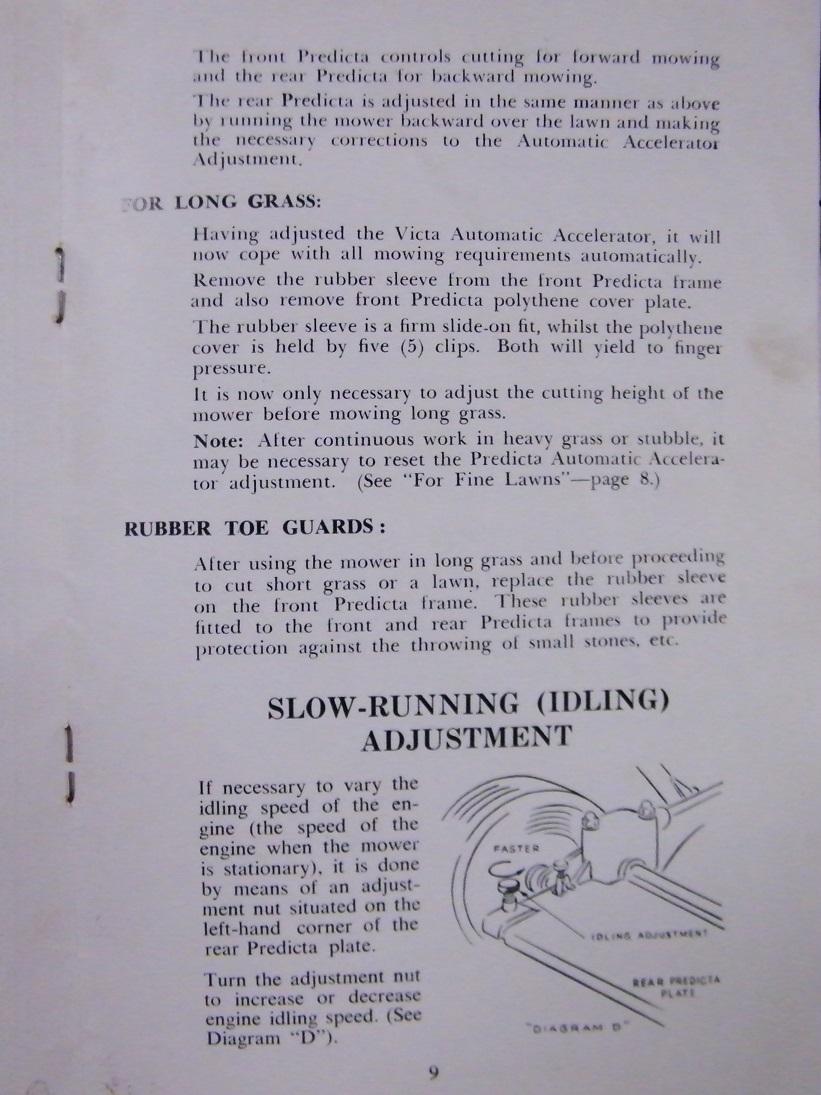 The front Predicta controls cutting for forward mowing
and the rear Predicta for backward mowing.
The rear Predicta is adjusted in the same manner as above
by running the mower backward over the lawn and making
the necessary corrections to the Automatic Accelerator
Adjustment.
FOR LONG GRASS:
Having adjusted the Victa Automatic Accelerator, it will
now cope with all mowing requirements automatically.
Remove the rubber sleeve from the front Predicta frame
and also remove front Predicta polythene cover plate.
The rubber sleeve is a firm slide-on fit, whilst the polythene
cover is held by five (5) clips. Both will yield to finger
pressure.
It is now only necessary to adjust the cutting height of the
mower before mowing long grass.
Note: After continuous work in heavy grass or stubble, it
may be necessary to reset the Predicta Automatic Accelera-
tor adjustment. (See "For Fine Lawns"—page 8.)
RUBBER TOE GUARDS:
After using the mower in long grass and before proceeding
to cut short grass or a lawn, replace the rubber sleeve
on the front Predicta frame. These rubber sleeves are
fitted to the front and rear Predicta frames to provide
protection against the throwing of small stones, etc.
SLOW-RUNNING (IDLING)
ADJUSTMENT
If necessary to vary the
idling speed of the en-
gine (the speed of the
engine when the mower
is stationary), it is done
by means of an adjust-
ment nut situated on the
left-hand corner of the
rear Predicta plate.
Turn the adjustment nut
to increase or decrease
engine idling speed. (See
Diagram "D").
FASTER
IDLING ADJUSTMENT
REAR PREDICTA
PLATE
"DIAGRAM D"
9